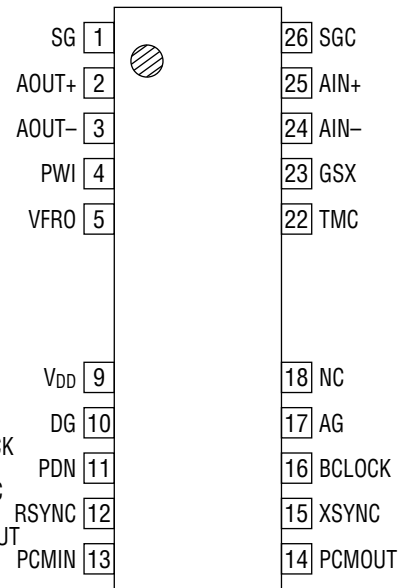 SG 1 26 SGC
AOUT+ 2 25 AIN+
AOUT– 3 24 AIN–
PWI 4 23 GSX
VFRO 5 22 TMC
VDD 9 18 NC
DG 10 17 AG
PDN 11 16 BCLOCK
RSYNC 12 15 XSYNC
PCMIN 13 14 PCMOUT